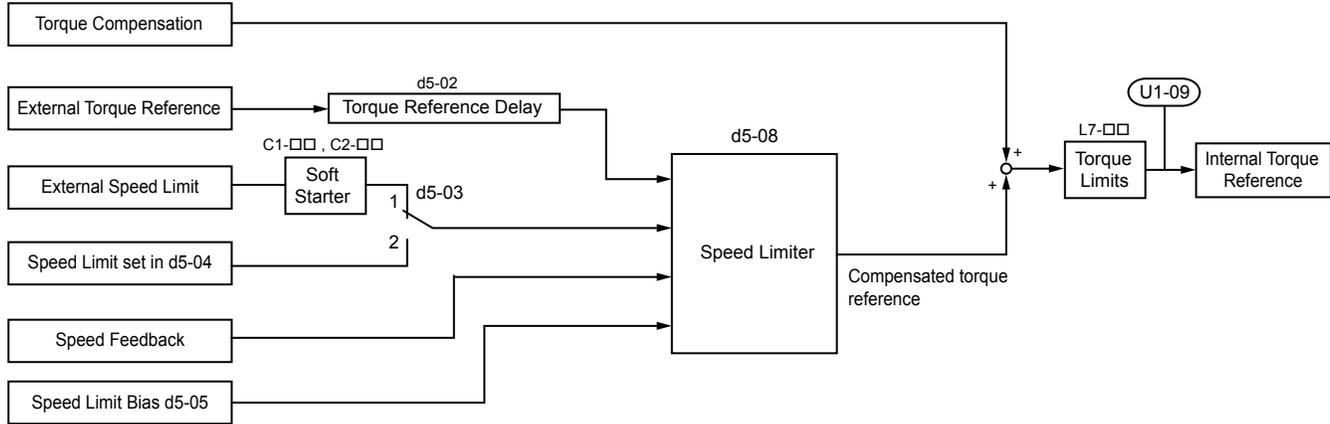 Torque Compensation
d5-02
External Torque Reference
Torque Reference Delay
U1-09
C1-□□ , C2-□□
d5-08
L7-□□
External Speed Limit
Soft
Starter
1
d5-03
+
+
Torque
Limits
Internal Torque
Reference
2
Speed Limit set in d5-04
Speed Limiter
Compensated torque
reference
Speed Feedback
Speed Limit Bias d5-05